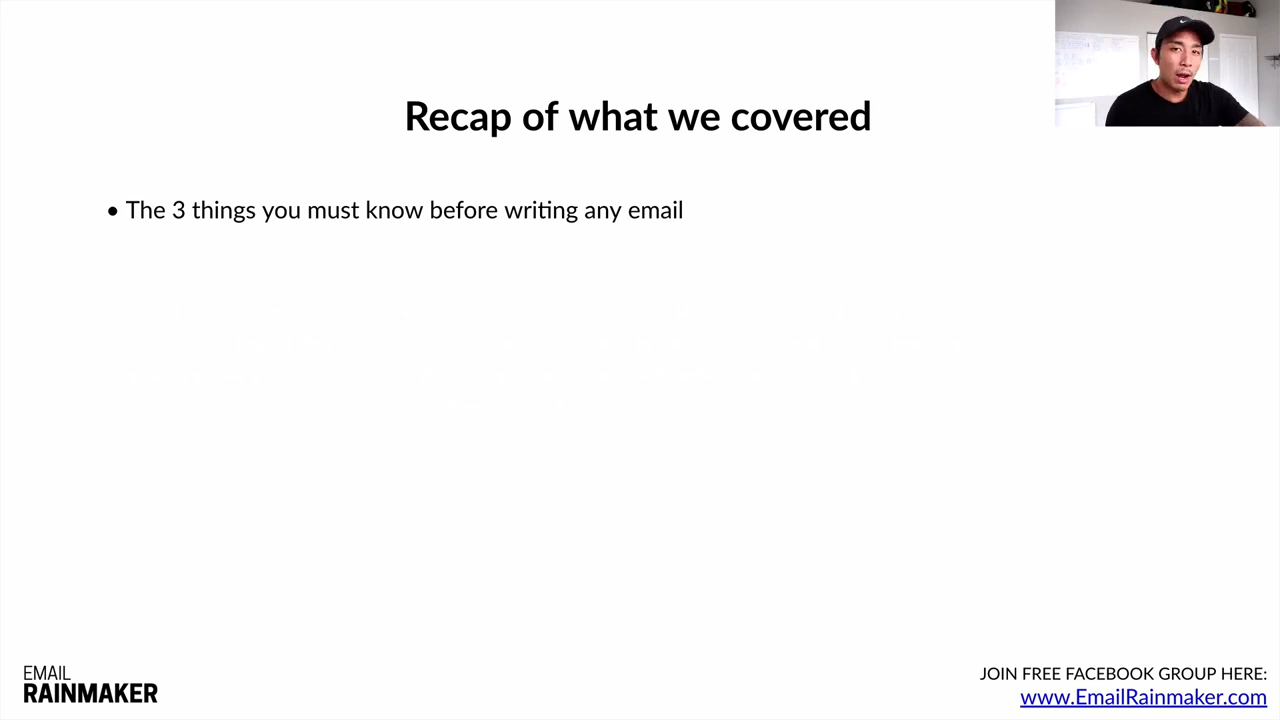 Recap of what we covered
• The 3 things you must know before writing any email
EMAIL
RAINMAKER
JOIN FREE FACEBOOK GROUP HERE:
www.EmailRainmaker.com